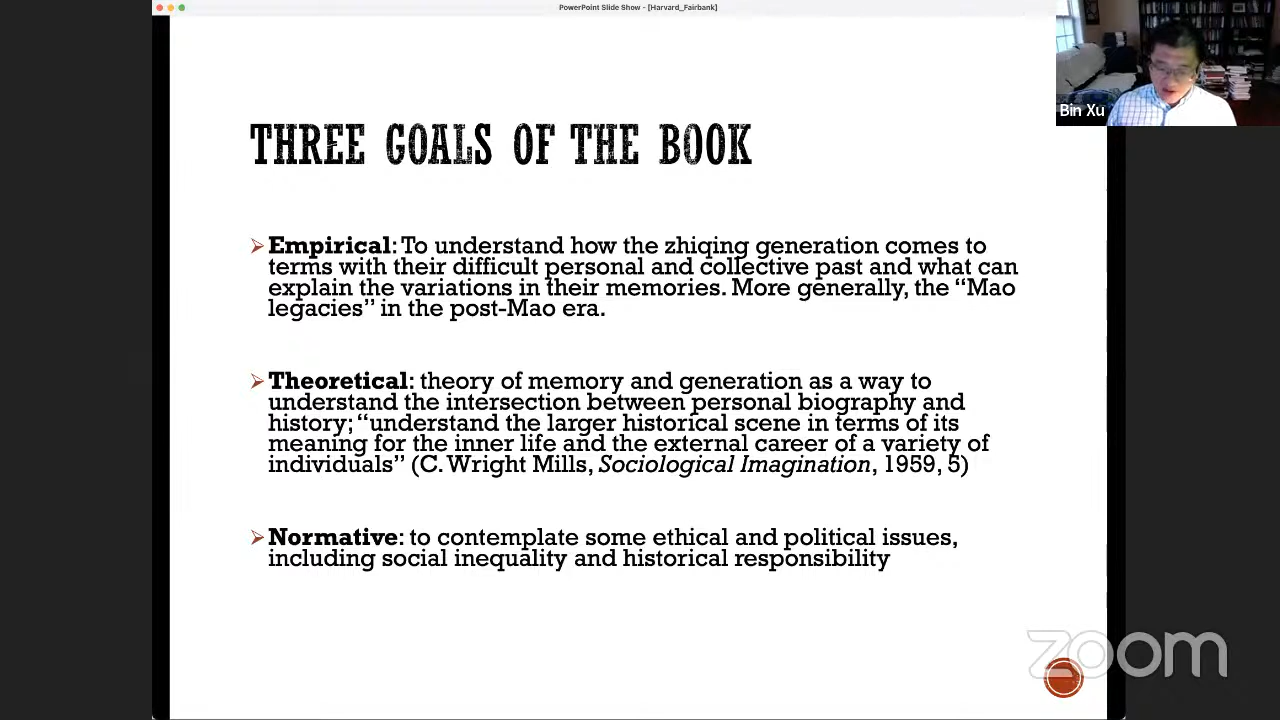 PowerPoint Slide Show - [Harvard_Fairbank]
Bin Xu
THREE GOALS OF THE BOOK
Empirical: To understand how the zhiqing generation comes to
terms with their difficult personal and collective past and what can
explain the variations in their memories. More generally, the “Mao
legacies” in the post-Mao era.
Theoretical: theory of memory and generation as a way to
understand the intersection between personal biography and
history; “understand the larger historical scene in terms of its
meaning for the inner life and the external career of a variety of
individuals” (C. Wright Mills, Sociological Imagination, 1959, 5)
Normative: to contemplate some ethical and political issues,
including social inequality and historical responsibility
zoom